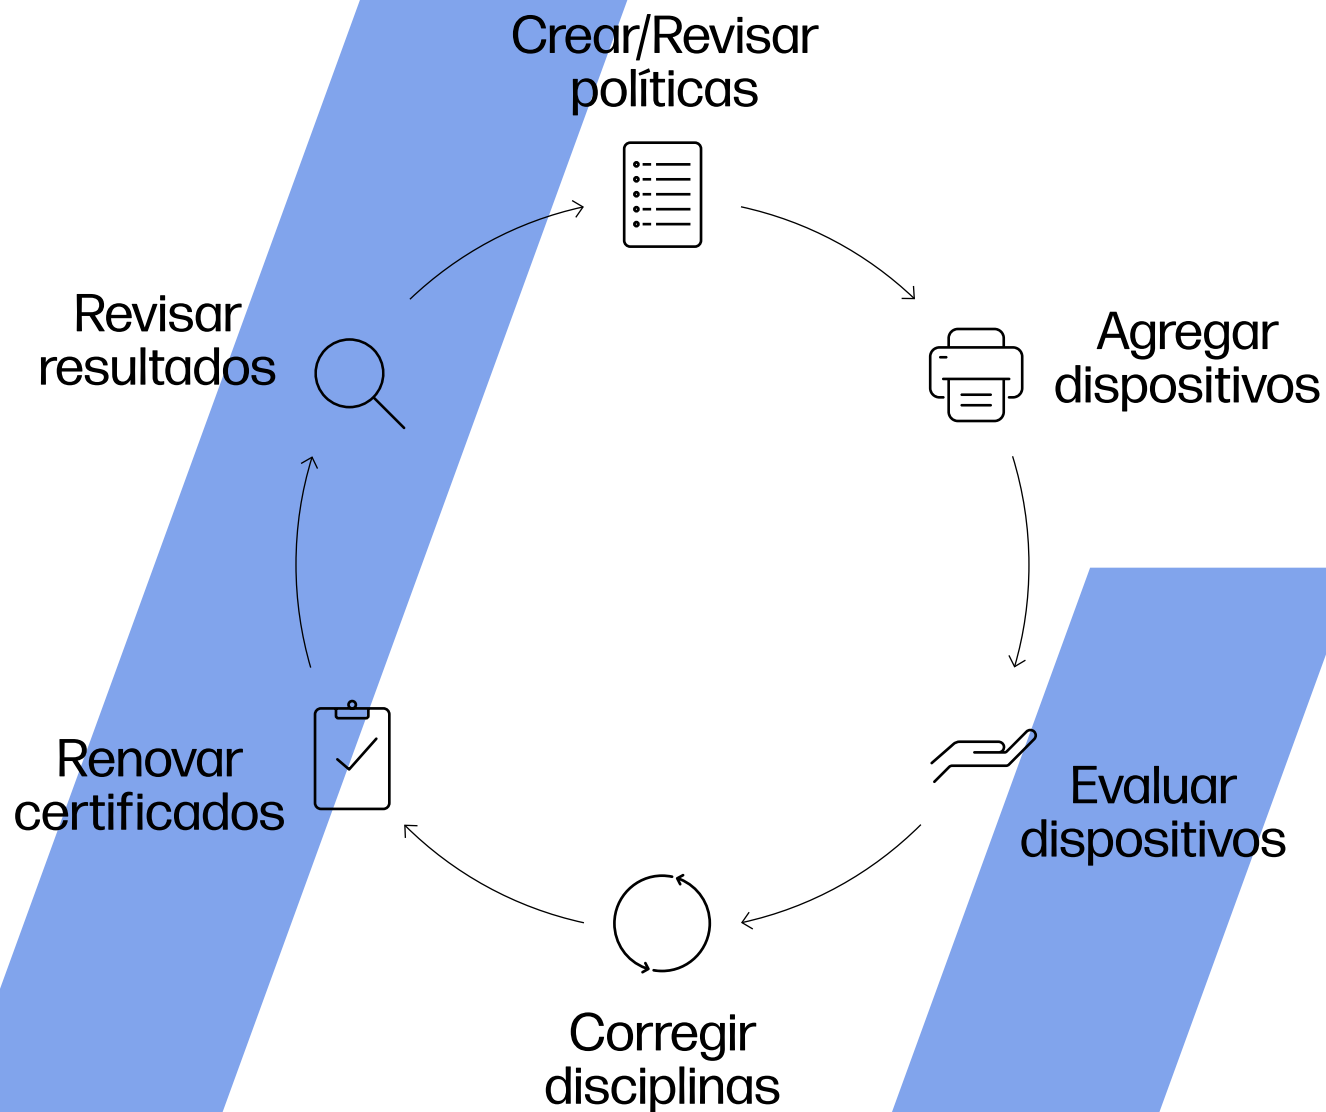 Crear/Revisar
políticas
Agregar
dispositivos
Evaluar
dispositivos
Corregir
disciplinas
Renovar
certificados
Revisar
resultados